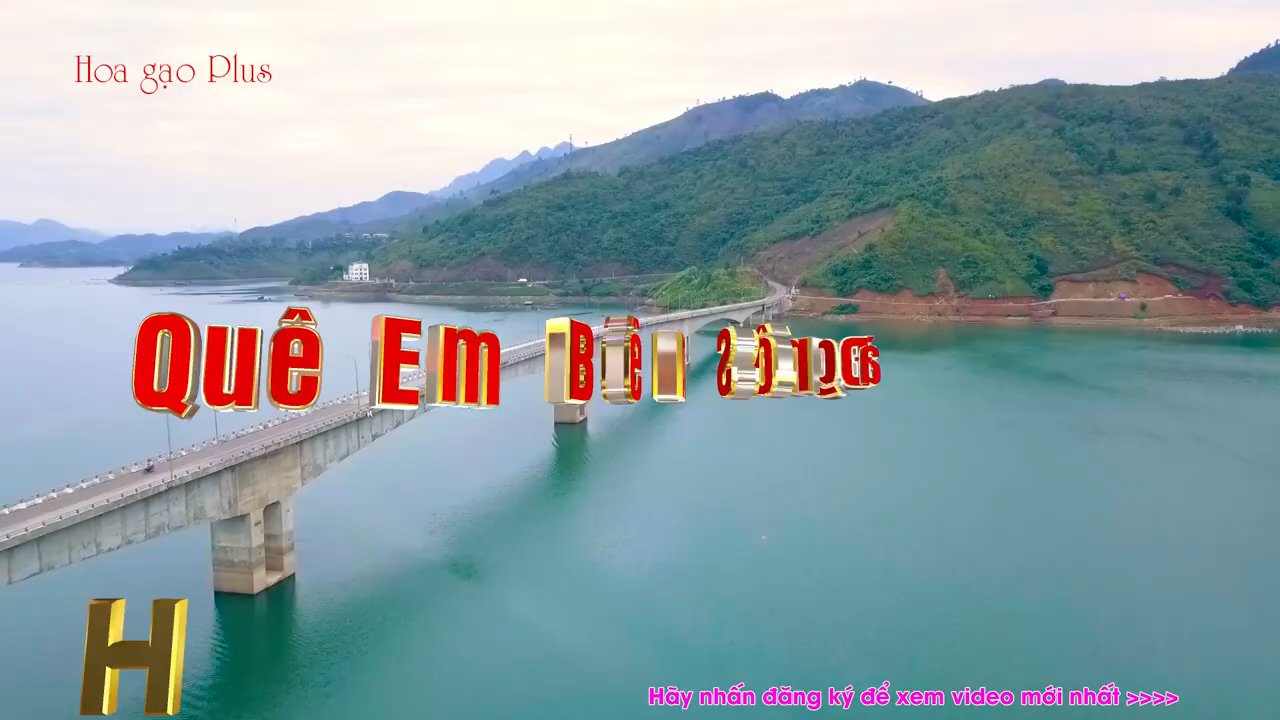 Hoa gạo Plus
Quê Em
H
Hãy nhấn đăng ký để xem video mới nhất >>>>